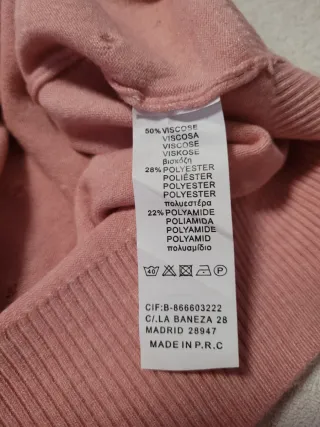 50% VISCOSE
VISCOSA
VISCOSE
VISKOSE
βισκόζη
28% POLYESTER
POLIÉSTER
POLYESTER
POLYESTER
πολυεστέρα
22% POLYAMIDE
POLIAMIDA
POLYAMIDE
POLYAMID
πολυαμίδιο
40 P
CIF:B-866603222
C/.LA BANEZA 28
MADRID 28947
MADE IN P.R.C